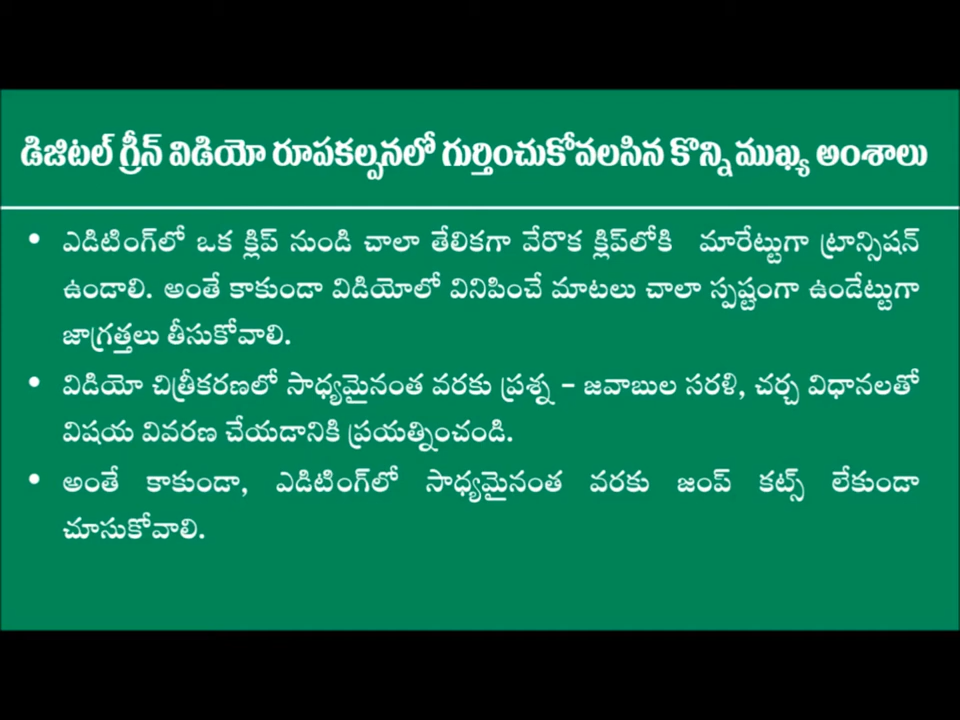 డిజిటల్ గ్రీన్ విడియో రూపకల్పనలో గుర్తించుకోవలసిన కొన్ని ముఖ్య అంశాలు
• ఎడిటింగ్‌లో ఒక క్లిప్ నుండి చాలా తేలికగా వేరొక క్లిప్‌లోకి మారేట్టుగా ట్రాన్సిషన్
ఉండాలి. అంతే కాకుండా విడియోలో వినిపించే మాటలు చాలా స్పష్టంగా ఉండేట్టుగా
జాగ్రత్తలు తీసుకోవాలి.
• విడియో చిత్రీకరణలో సాధ్యమైనంత వరకు ప్రశ్న – జవాబుల సరళి, చర్చ విధానలతో
విషయ వివరణ చేయడానికి ప్రయత్నించండి.
• అంతే కాకుండా, ఎడిటింగ్‌లో సాధ్యమైనంత వరకు జంప్ కట్స్ లేకుండా
చూసుకోవాలి.